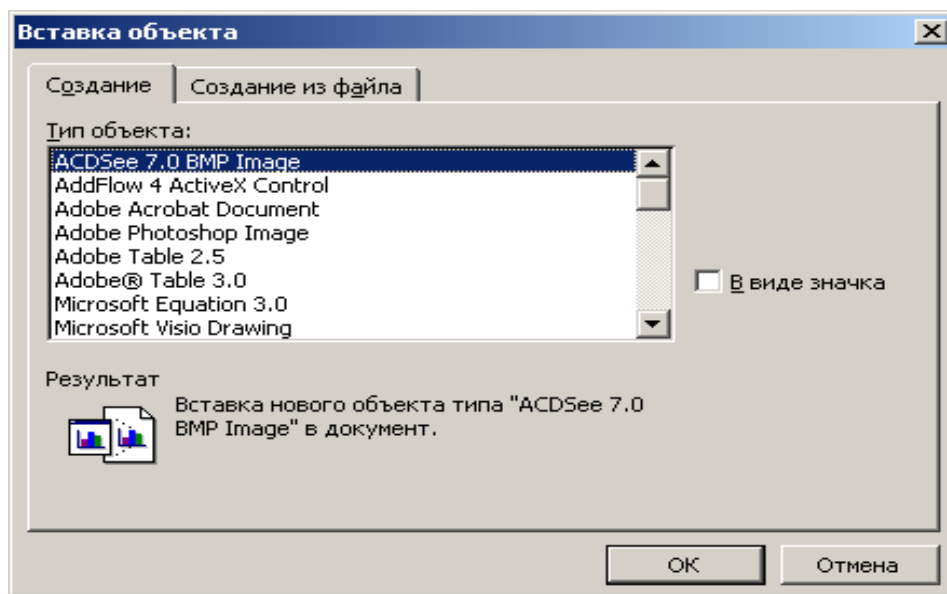 Вставка объекта
Создание
Создание из файла
Тип объекта:
ACDSee 7.0 BMP Image
AddFlow 4 ActiveX Control
Adobe Acrobat Document
Adobe Photoshop Image
Adobe Table 2.5
Adobe® Table 3.0
Microsoft Equation 3.0
Microsoft Visio Drawing
В виде значка
Результат
Вставка нового объекта типа "ACDSee 7.0
BMP Image" в документ.
ОК
Отмена